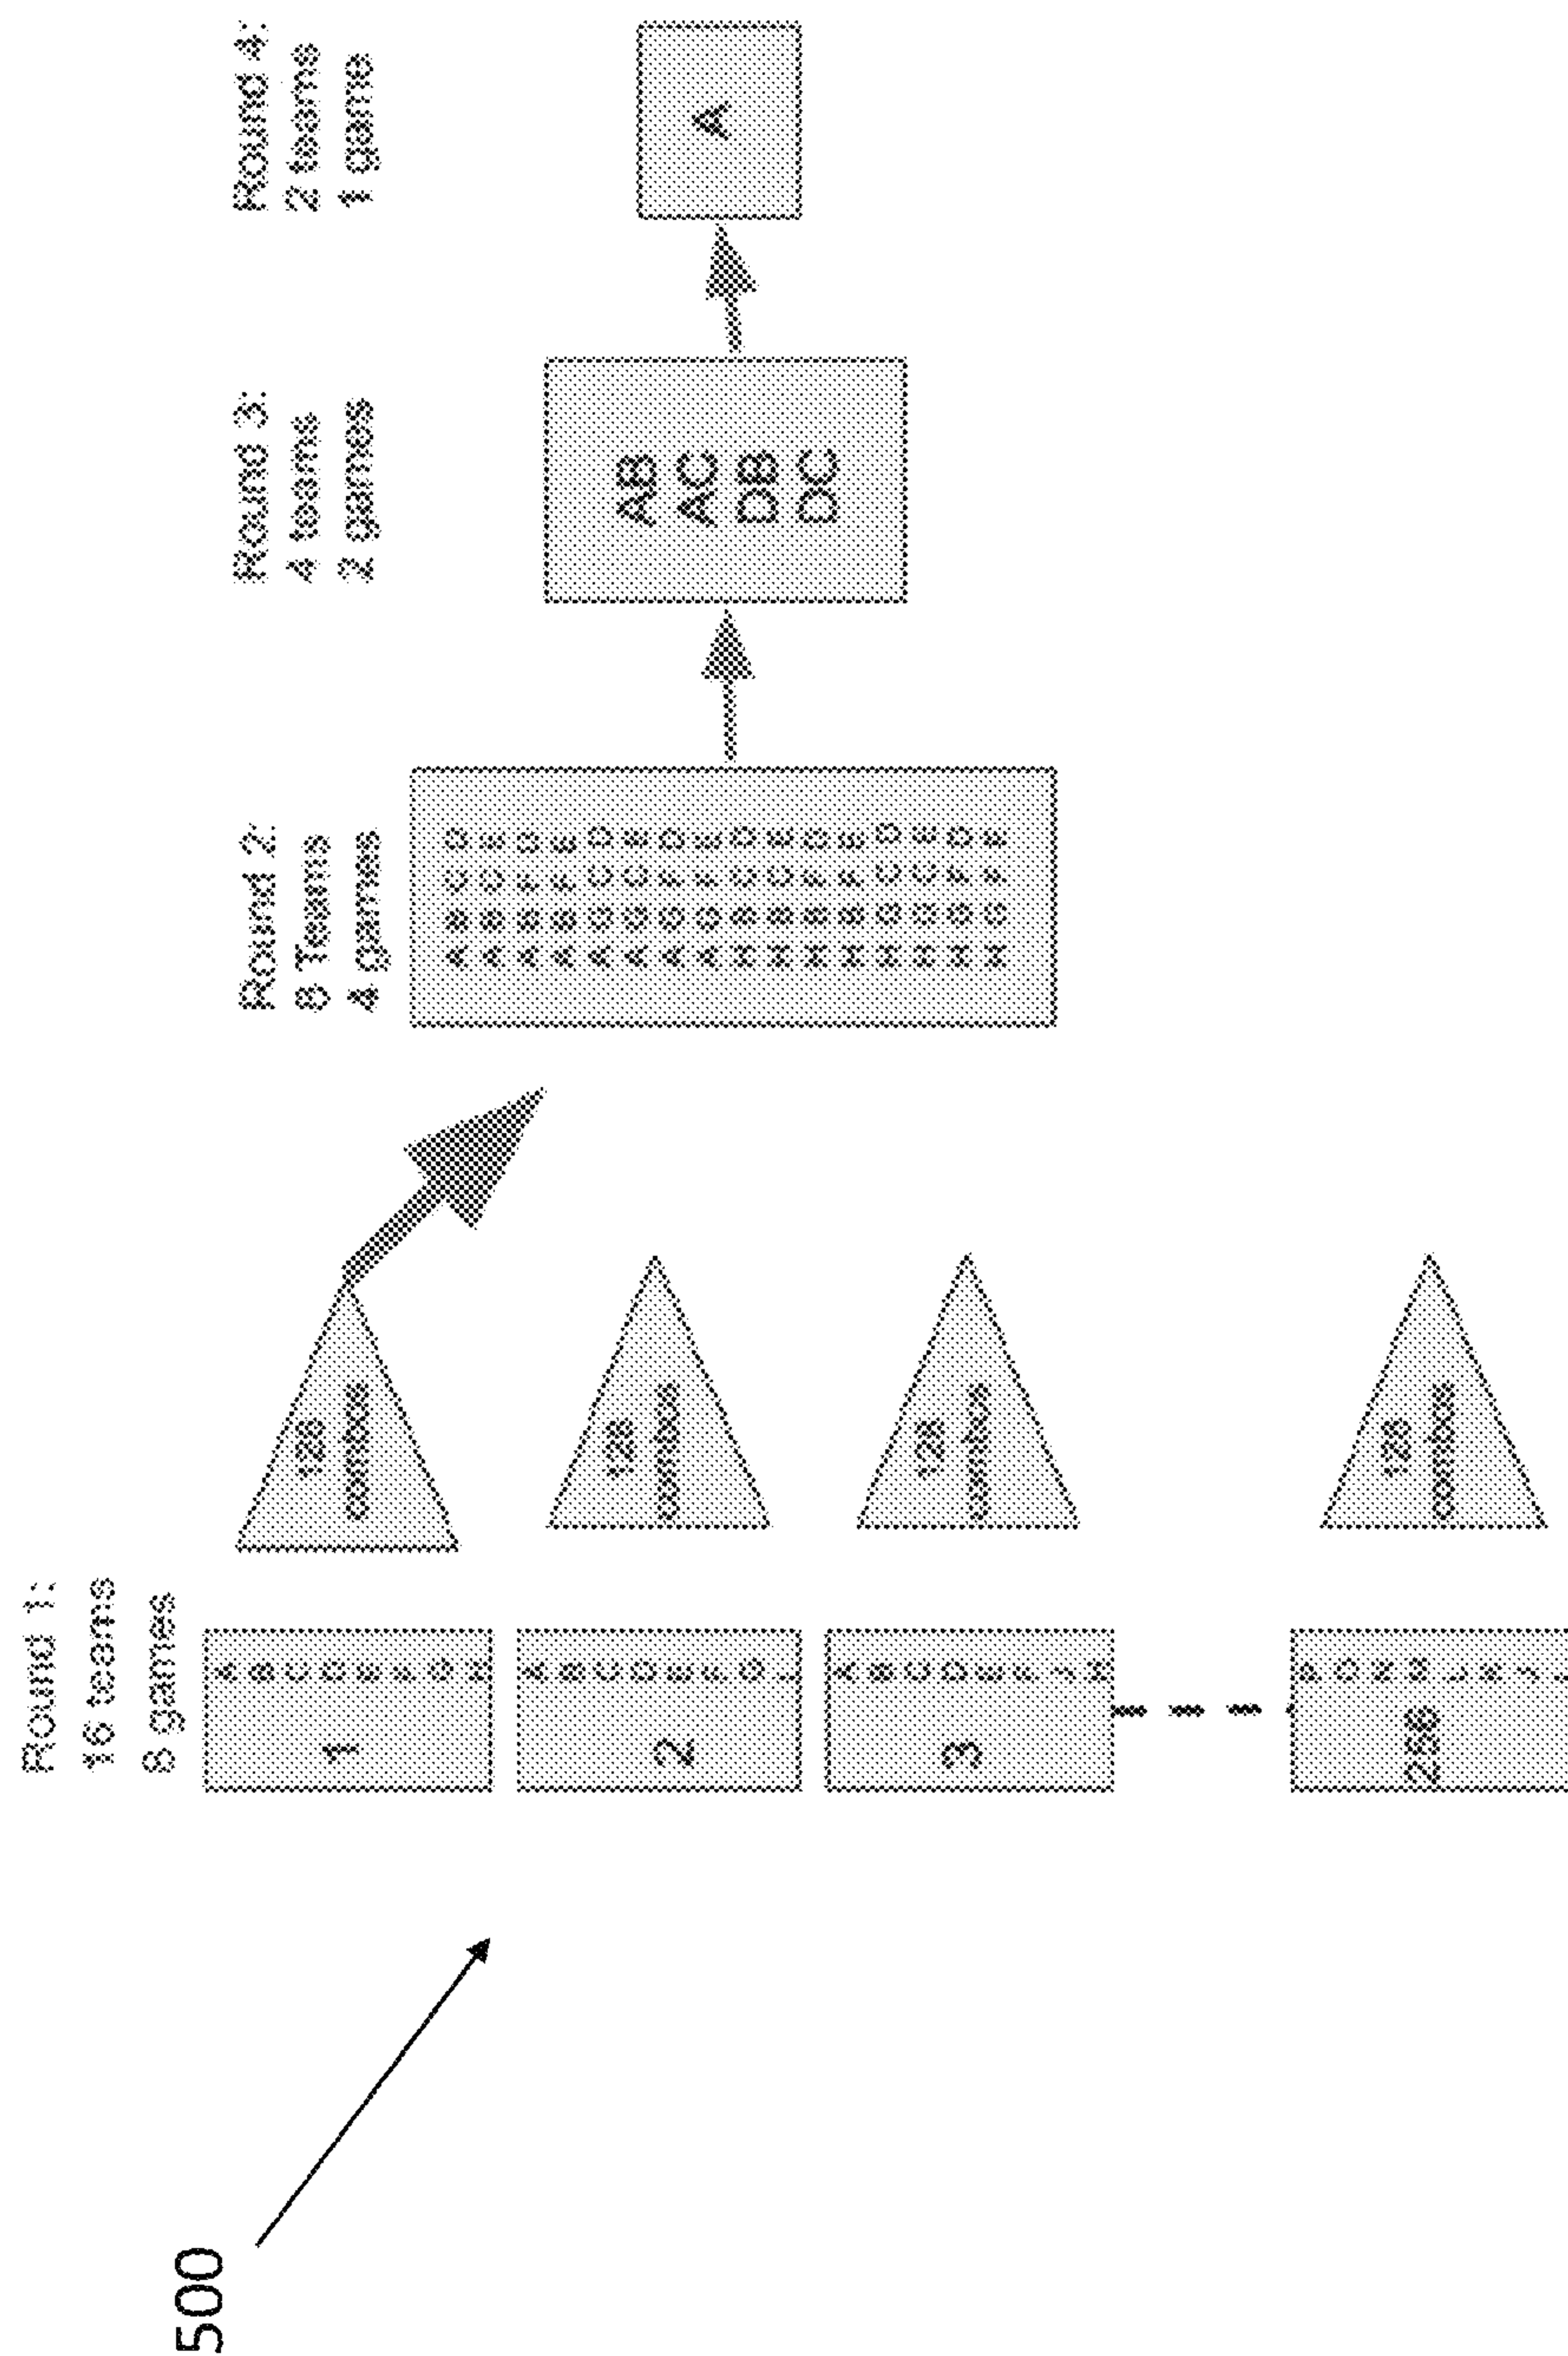 500
Round 1:
16 teams
8 games
1
A
B
C
D
E
F
G
H
128
combos
2
A
B
C
D
E
F
G
128
combos
3
A
B
C
D
E
F
H
128
combos
256
P
O
N
M
L
K
128
combos
Round 2:
8 Teams
4 games
A B C D
A B C E
A B F D
A B F E
A G C D
A G C E
A G F D
A G F E
H B C D
H B C E
H B F D
H B F E
H G C D
H G C E
H G F D
H G F E
Round 3:
4 teams
2 games
AB
AC
DB
DC
Round 4:
2 teams
1 game
A